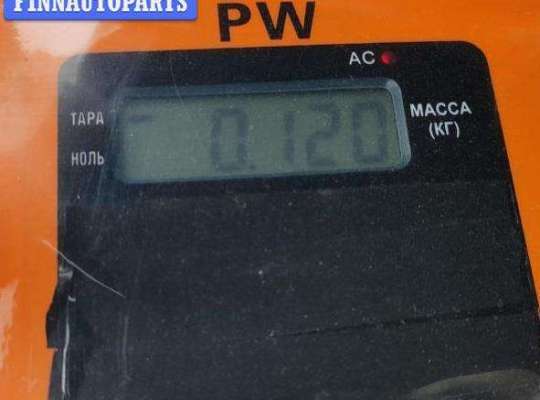 FINNAUTOPARTS
PW
AC
ТАРА
НОЛЬ
0.120
МАССА
(КГ)